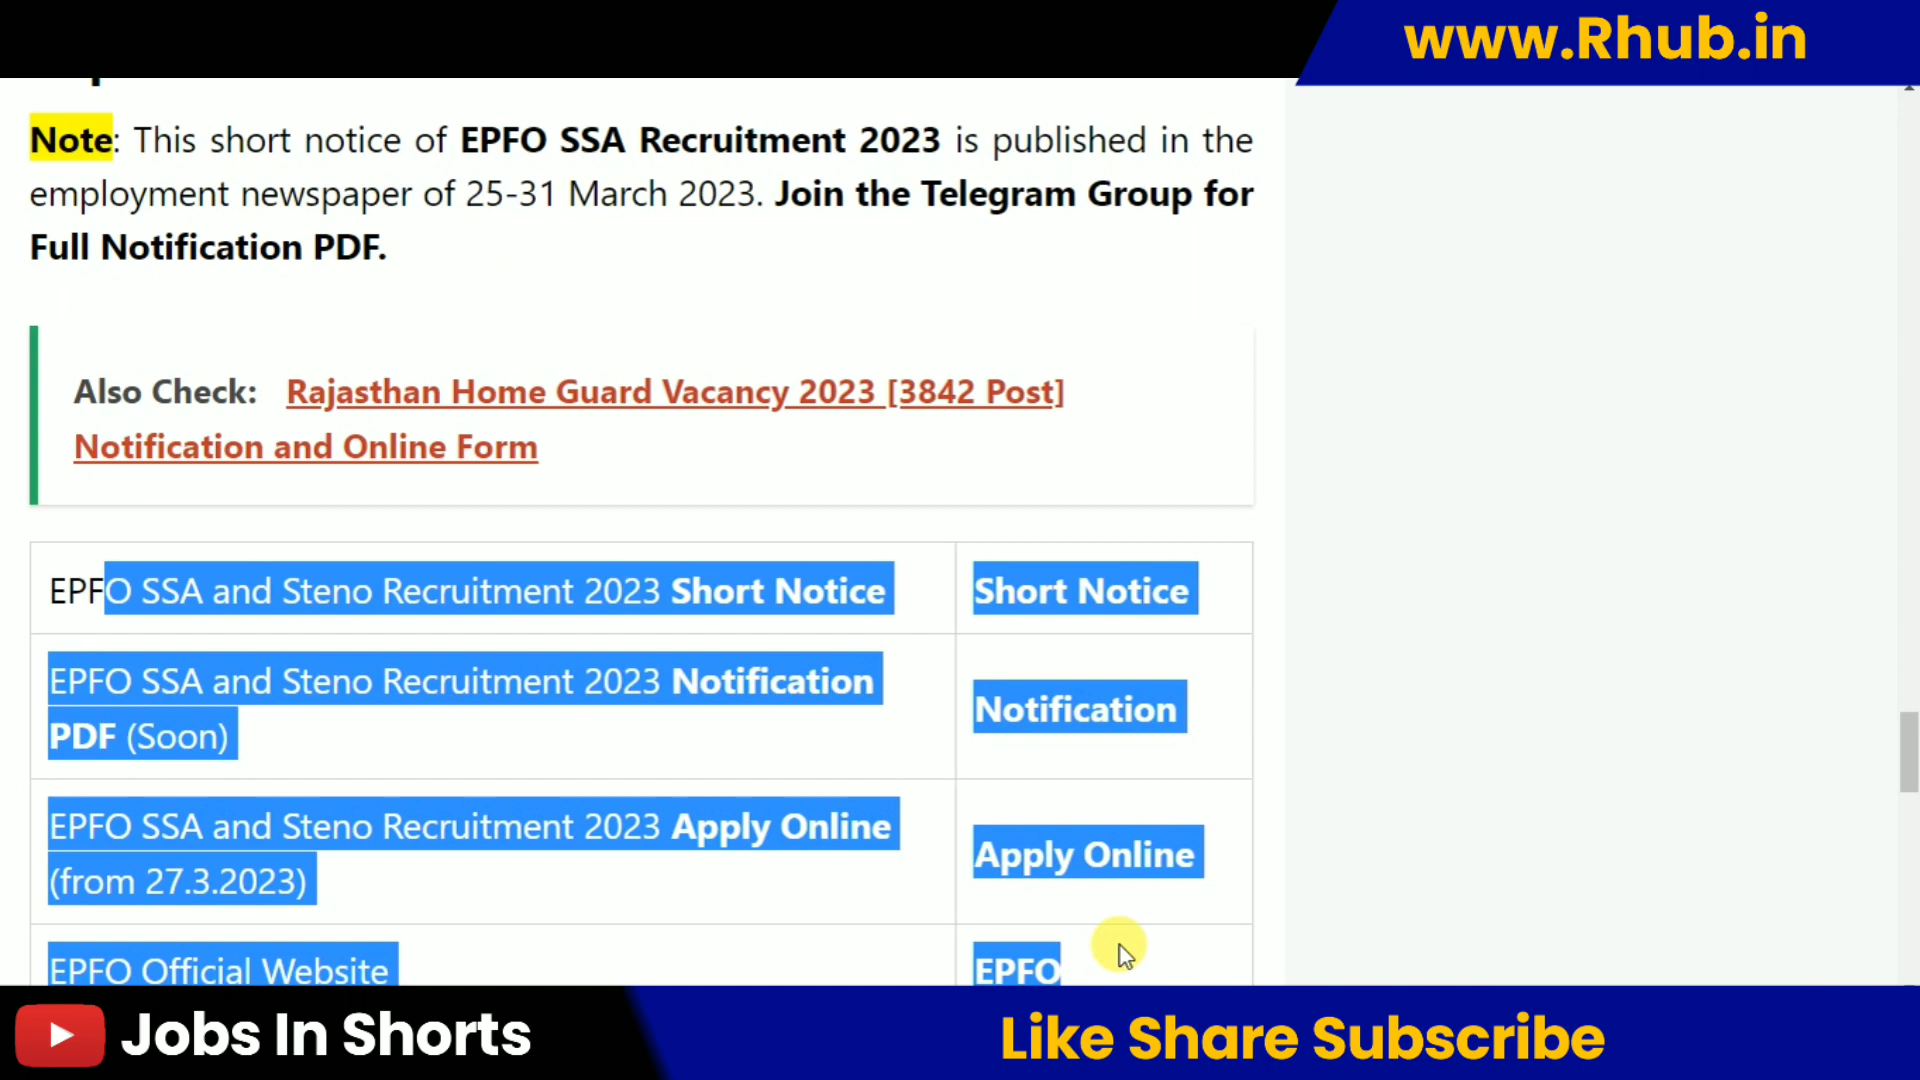 www.Rhub.in
Note: This short notice of EPFO SSA Recruitment 2023 is published in the
employment newspaper of 25-31 March 2023. Join the Telegram Group for
Full Notification PDF.
Also Check: Rajasthan Home Guard Vacancy 2023 [3842 Post]
Notification and Online Form
EPFO SSA and Steno Recruitment 2023 Short Notice
Short Notice
EPFO SSA and Steno Recruitment 2023 Notification
PDF (Soon)
Notification
EPFO SSA and Steno Recruitment 2023 Apply Online
(from 27.3.2023)
Apply Online
EPFO Official Website
EPFO
Jobs In Shorts
Like Share Subscribe